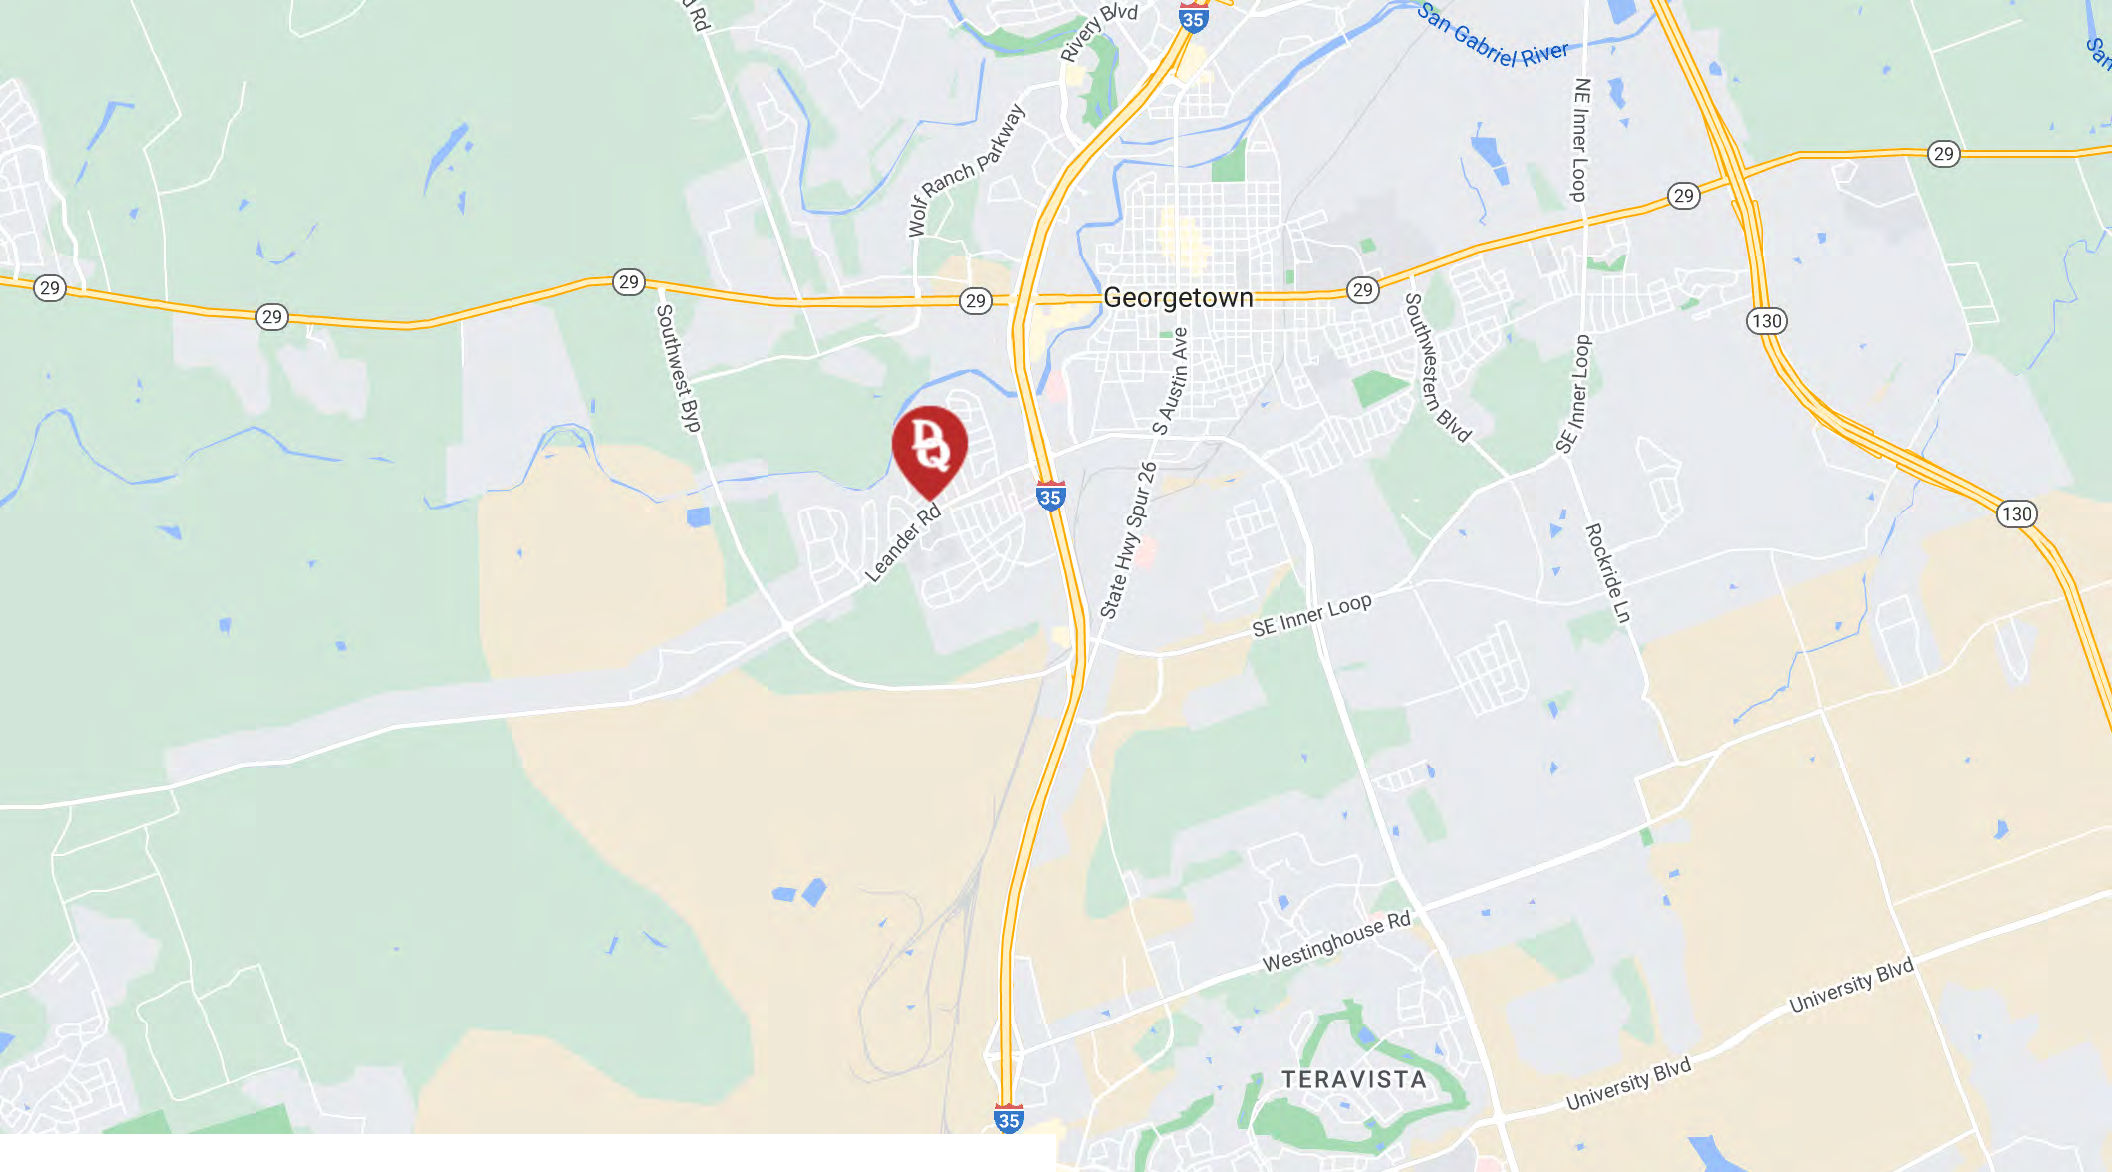 d Rd
Rivery Blvd
35
San Gabriel River
San
NE Inner Loop
Wolf Ranch Parkway
29
29
29
29
29
29
29
Georgetown
130
Southwest Byp
Southwestern Blvd
S Austin Ave
SE Inner Loop
DQ
35
130
Leander Rd
State Hwy Spur 26
Rockride Ln
SE Inner Loop
Westinghouse Rd
University Blvd
TERAVISTA
University Blvd
35